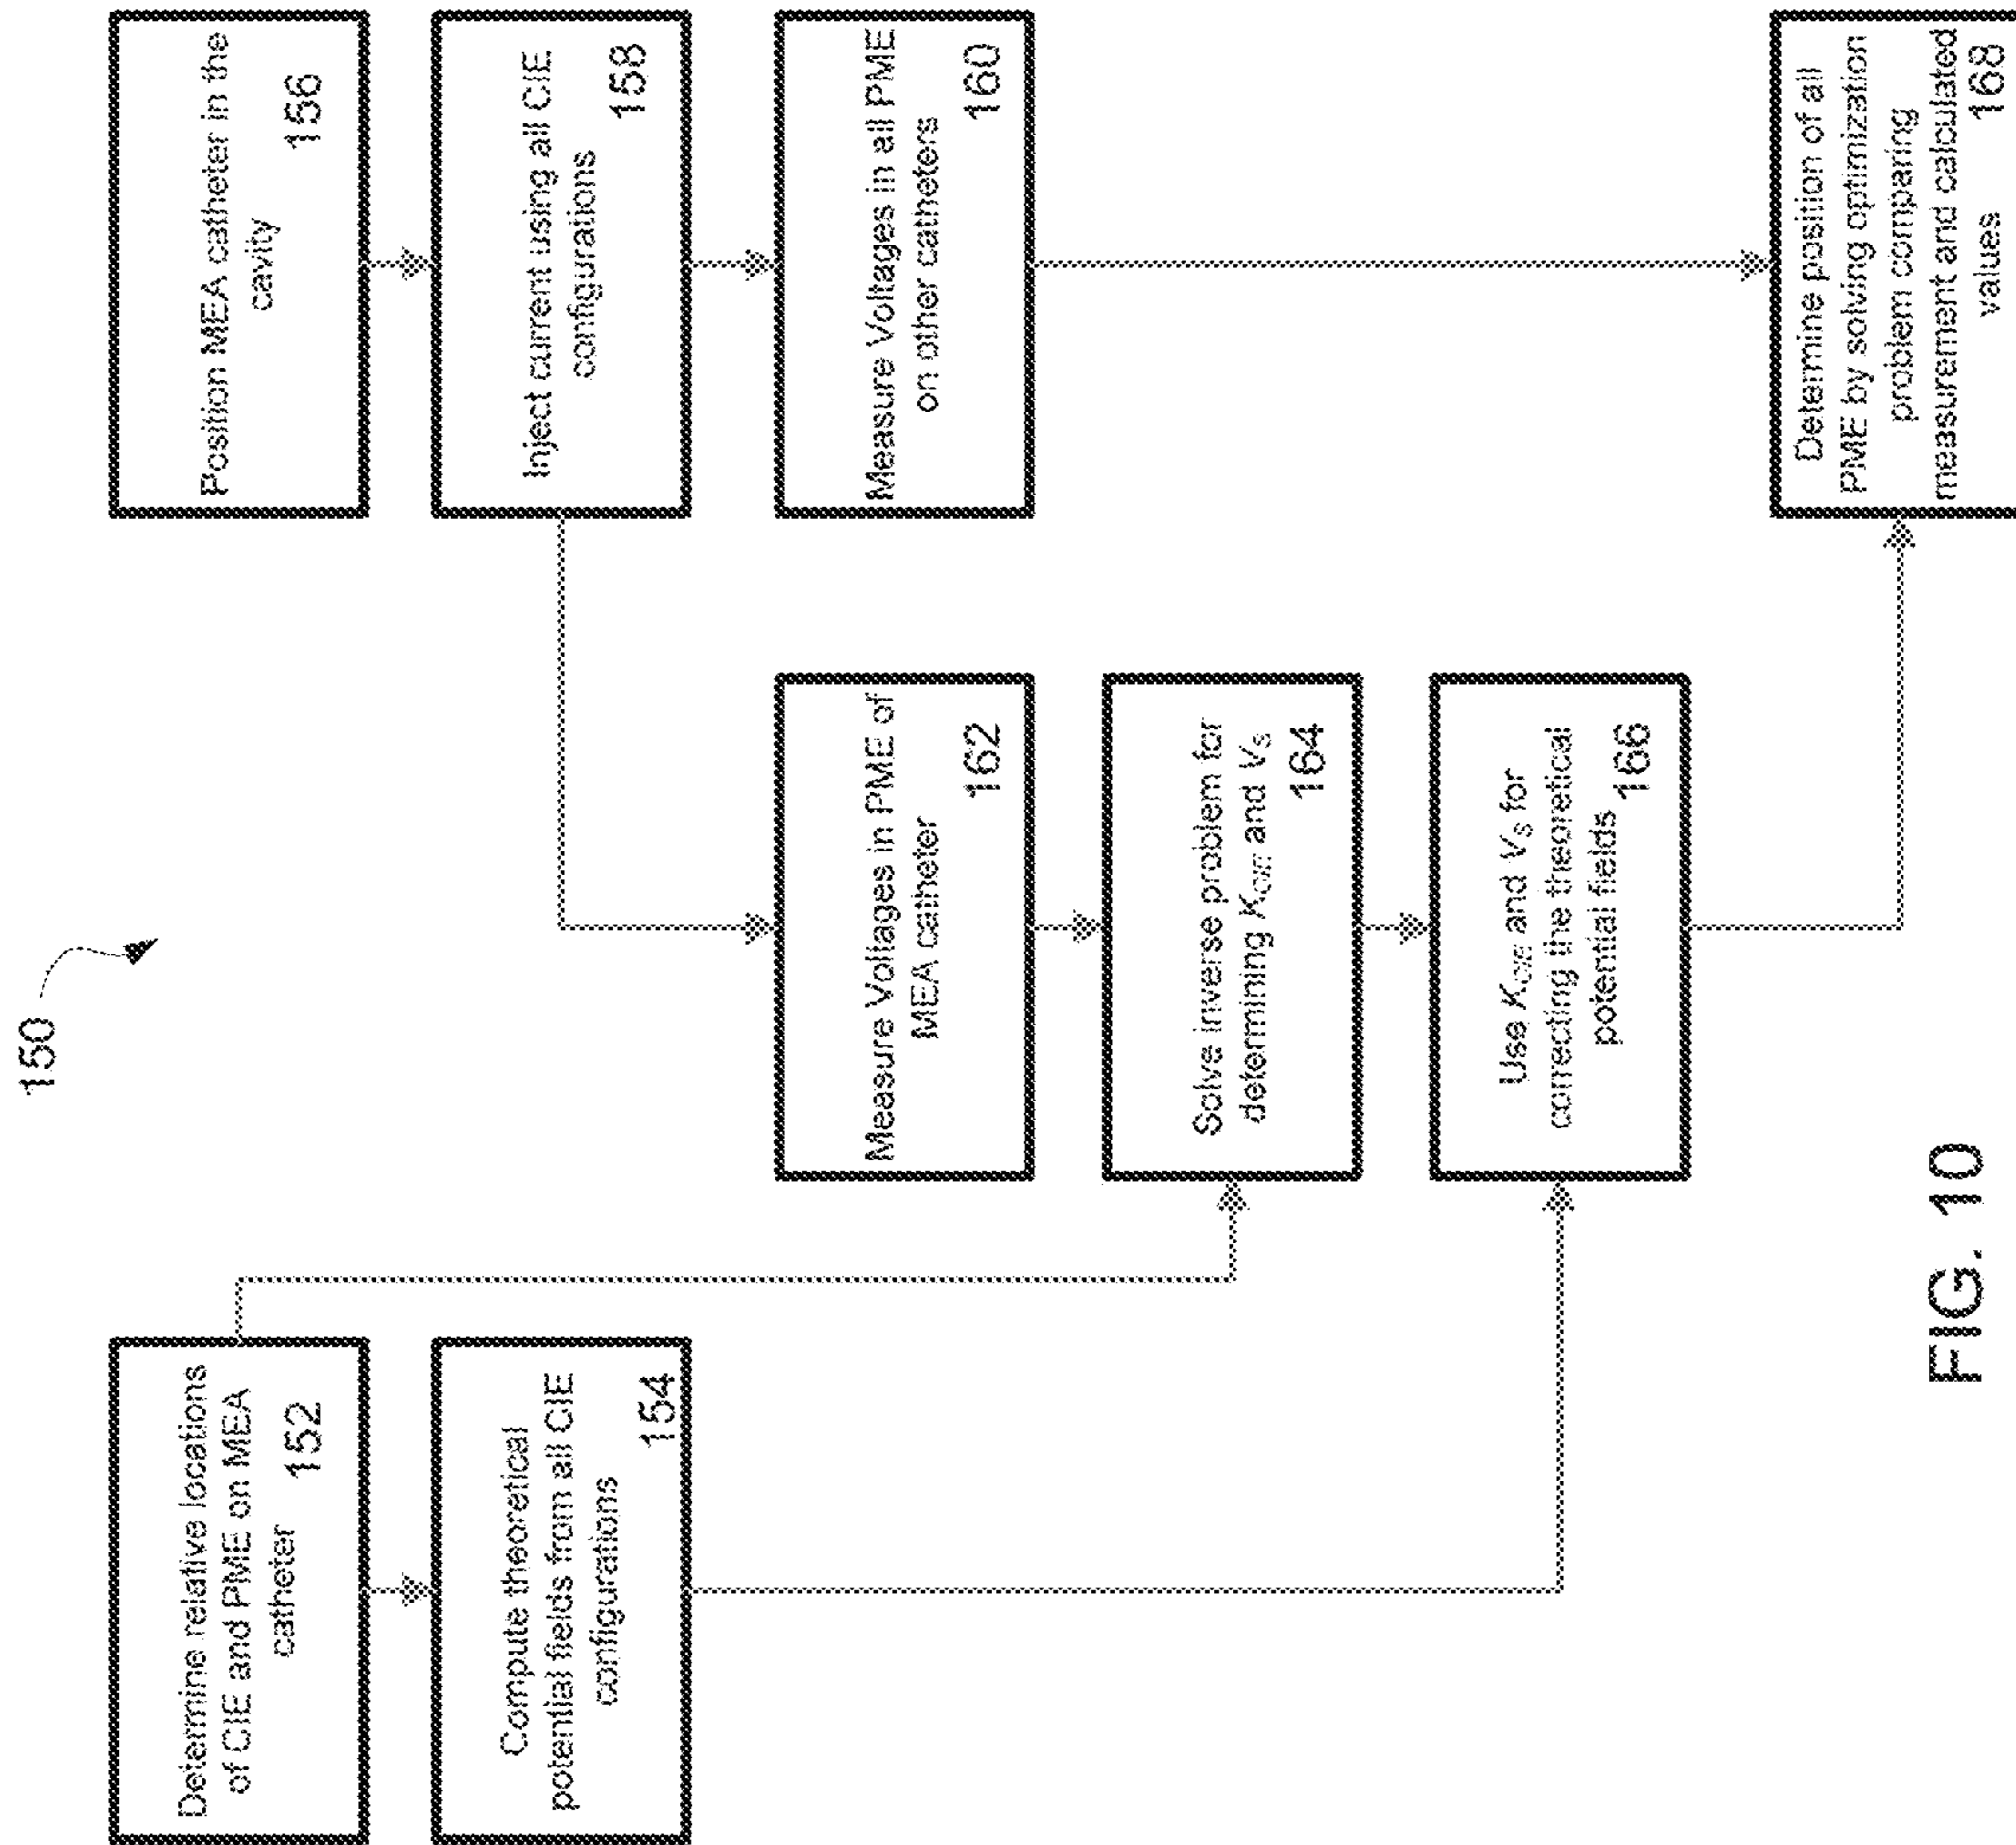 150
Determine relative locations
of CIE and PME on MEA
catheter
152
Compute theoretical
potential fields from all CIE
configurations
154
Position MEA catheter in the
cavity
156
Inject current using all CIE
configurations
158
Measure Voltages in all PME
on other catheters
160
Measure Voltages in PME of
MEA catheter
162
Solve inverse problem for
determining K_CIE and V_S
164
Use K_CIE and V_S for
correcting the theoretical
potential fields
166
Determine position of all
PME by solving optimization
problem comparing
measurement and calculated
values
168
FIG. 10